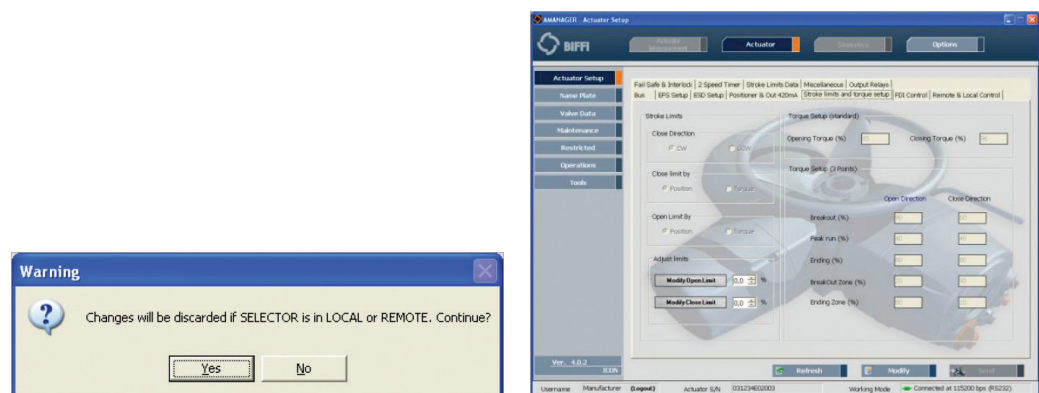 Warning
Changes will be discarded if SELECTOR is in LOCAL or REMOTE. Continue?
Yes No
AMANAGER - Actuator Setup
BIFFI Actuator Management Actuator Statistics Options
Actuator Setup
Name Plate
Valve Data
Maintenance
Restricted
Operations
Tools
Fail Safe & Interlock 2 Speed Timer Stroke Limits Data Miscellaneous Output Relays
Bus EFS Setup ESD Setup Positioner & Out 420mA Stroke limits and torque setup FDI Control Remote & Local Control
Stroke Limits
Close Direction
CW CCW
Close limit by
Position Torque
Open Limit By
Position Torque
Adjust limits
Modify Open Limit 0,0 %
Modify Close Limit 0,0 %
Torque Setup (standard)
Opening Torque (%) Closing Torque (%)
Torque Setup (3 Points)
Open Direction Close Direction
Breakout (%)
Peak run (%)
Ending (%)
BreakOut Zone (%)
Ending Zone (%)
Ver. 4.0.2
ICON
Refresh Modify Send
Username Manufacturer (Logout) Actuator S/N 031234E02003 Working Mode Connected at 115200 bps (RS232)